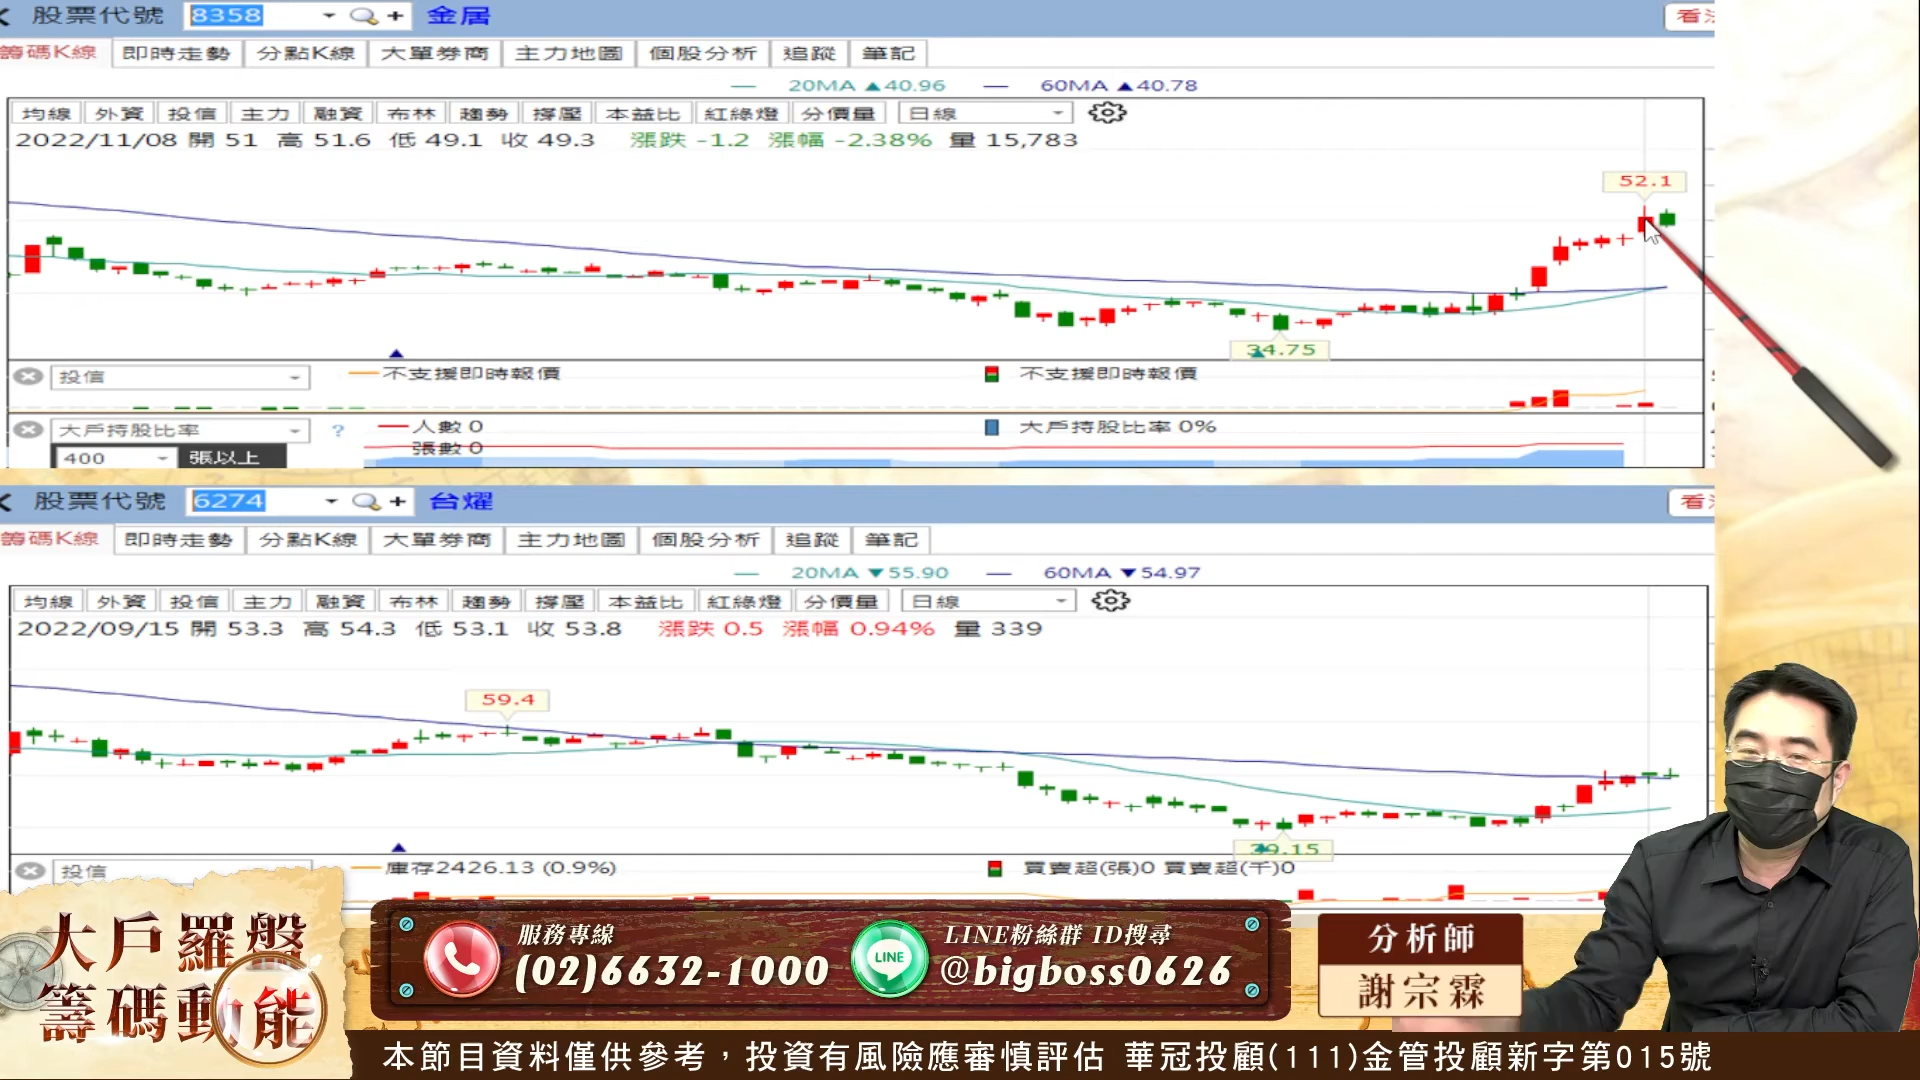 股票代號 8358 金居
籌碼K線 即時走勢 分點K線 大單券商 主力地圖 個股分析 追蹤 筆記
20MA ▲40.96 60MA ▲40.78
均線 外資 投信 主力 融資 布林 趨勢 撐壓 本益比 紅綠燈 分價量 日線
2022/11/08 開 51 高 51.6 低 49.1 收 49.3 漲跌 -1.2 漲幅 -2.38% 量 15,783
52.1
34.75
投信 不支援即時報價 不支援即時報價
大戶持股比率 ? 人數 0 大戶持股比率 0%
400 張以上 張數 0
股票代號 6274 台燿
籌碼K線 即時走勢 分點K線 大單券商 主力地圖 個股分析 追蹤 筆記
20MA ▼55.90 60MA ▼54.97
均線 外資 投信 主力 融資 布林 趨勢 撐壓 本益比 紅綠燈 分價量 日線
2022/09/15 開 53.3 高 54.3 低 53.1 收 53.8 漲跌 0.5 漲幅 0.94% 量 339
59.4
39.15
投信 庫存2426.13 (0.9%) 買賣超(張)0 買賣超(千)0
大戶羅盤
籌碼動能
服務專線
(02)6632-1000
LINE
LINE粉絲群 ID搜尋
@bigboss0626
分析師
謝宗霖
本節目資料僅供參考，投資有風險應審慎評估 華冠投顧(111)金管投顧新字第015號